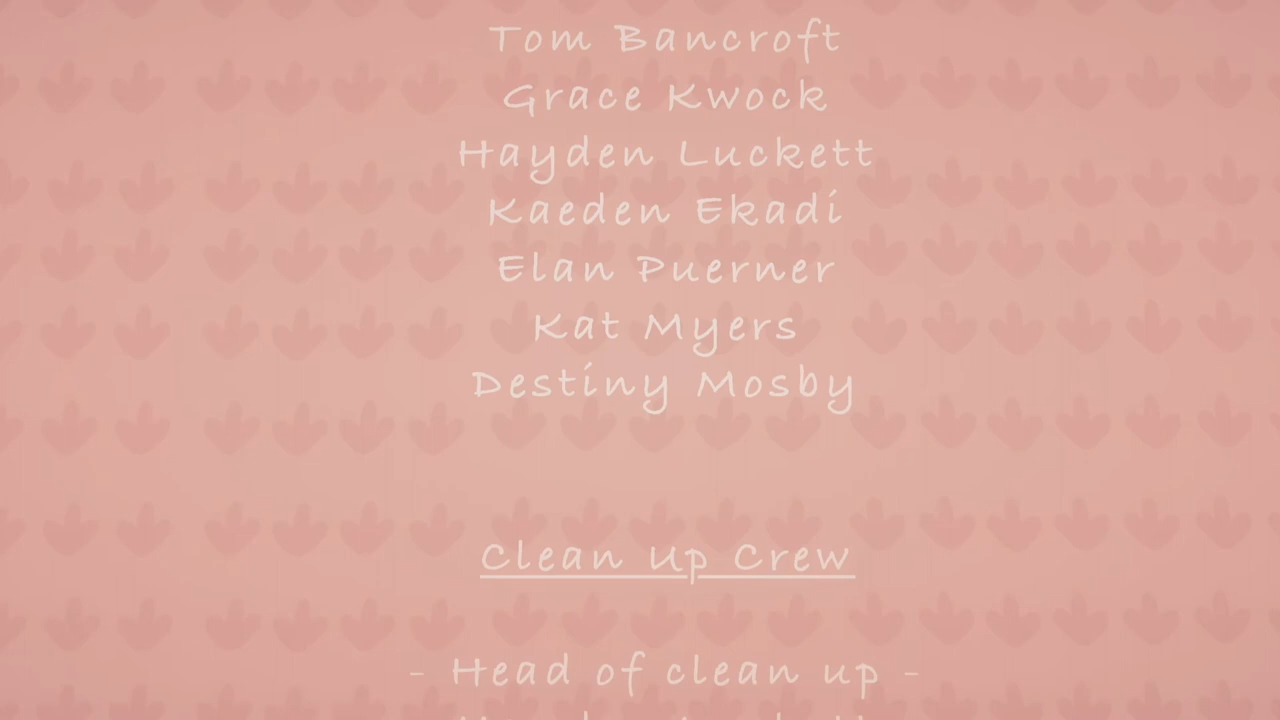 Tom Bancroft
Grace Kwock
Hayden Luckett
Kaeden Ekadi
Elan Puerner
Kat Myers
Destiny Mosby
Clean Up Crew
- Head of clean up -